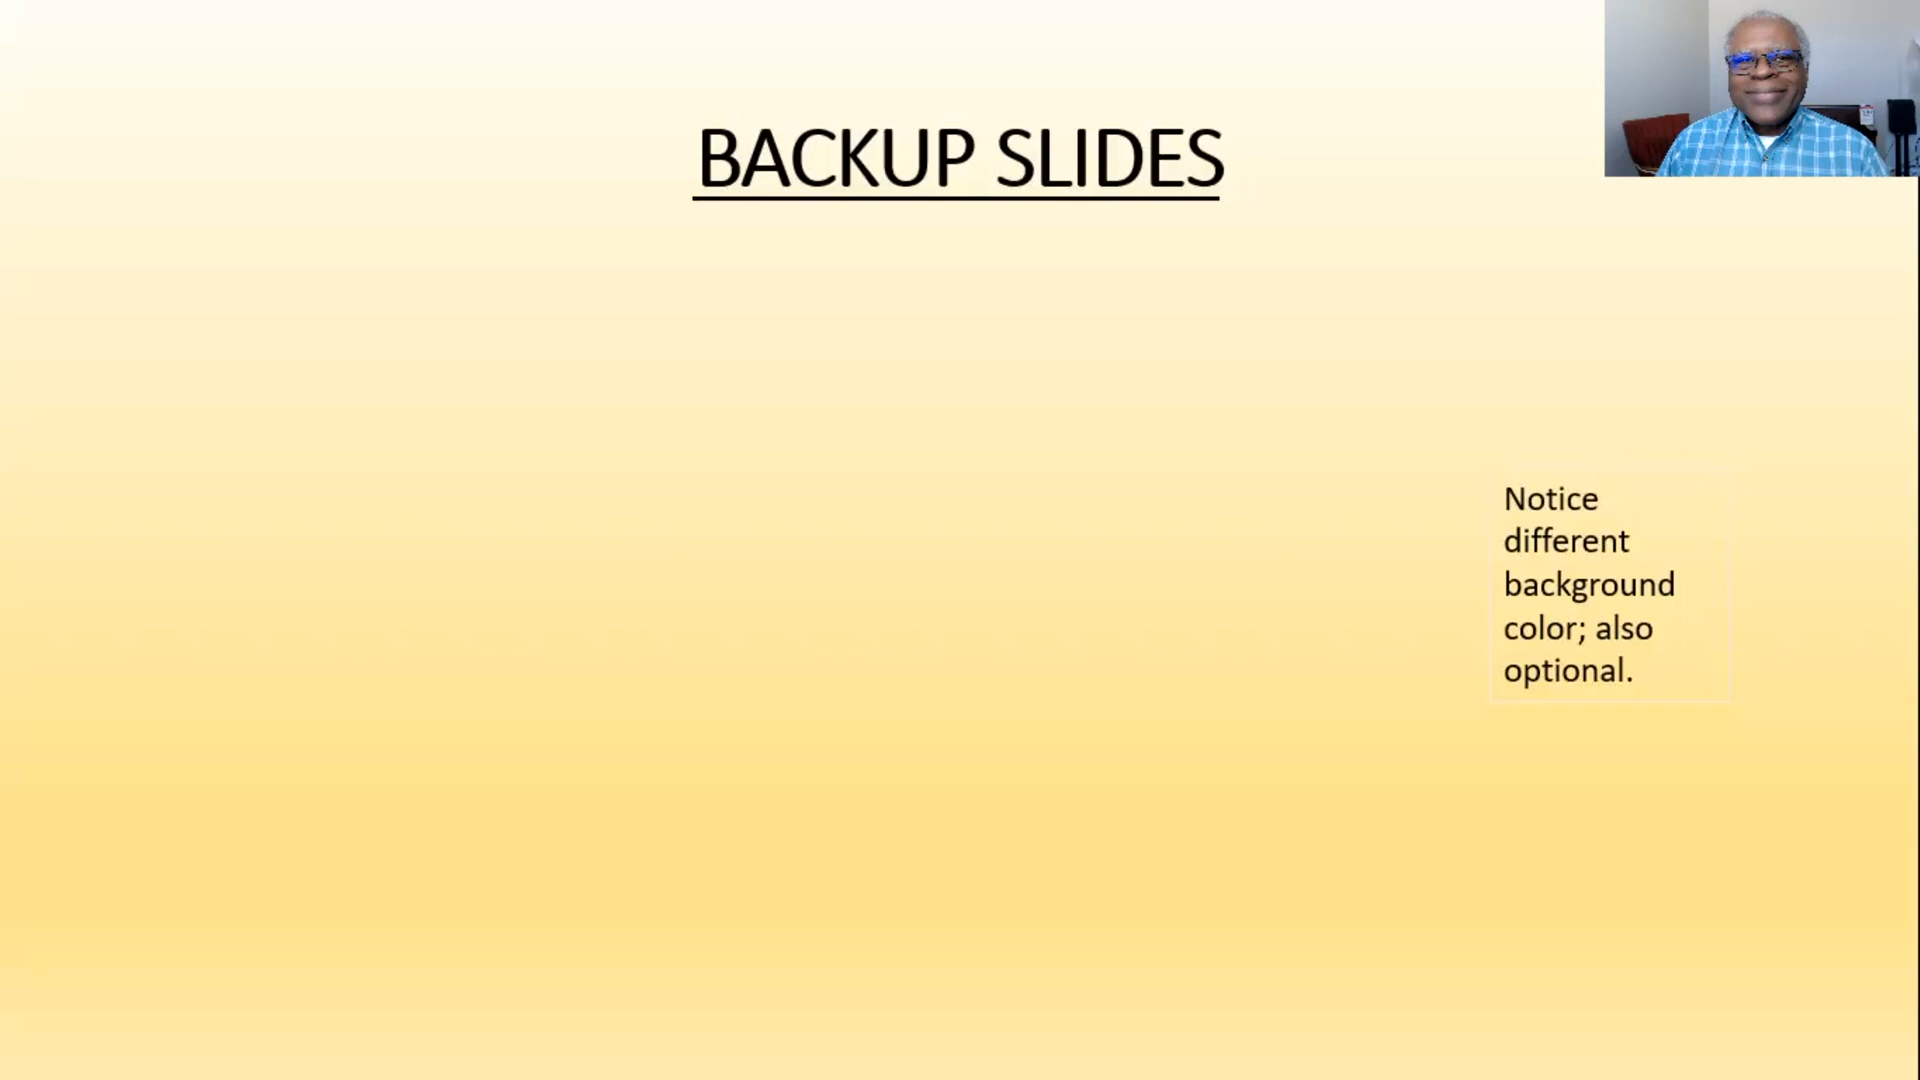 BACKUP SLIDES
Notice
different
background
color; also
optional.